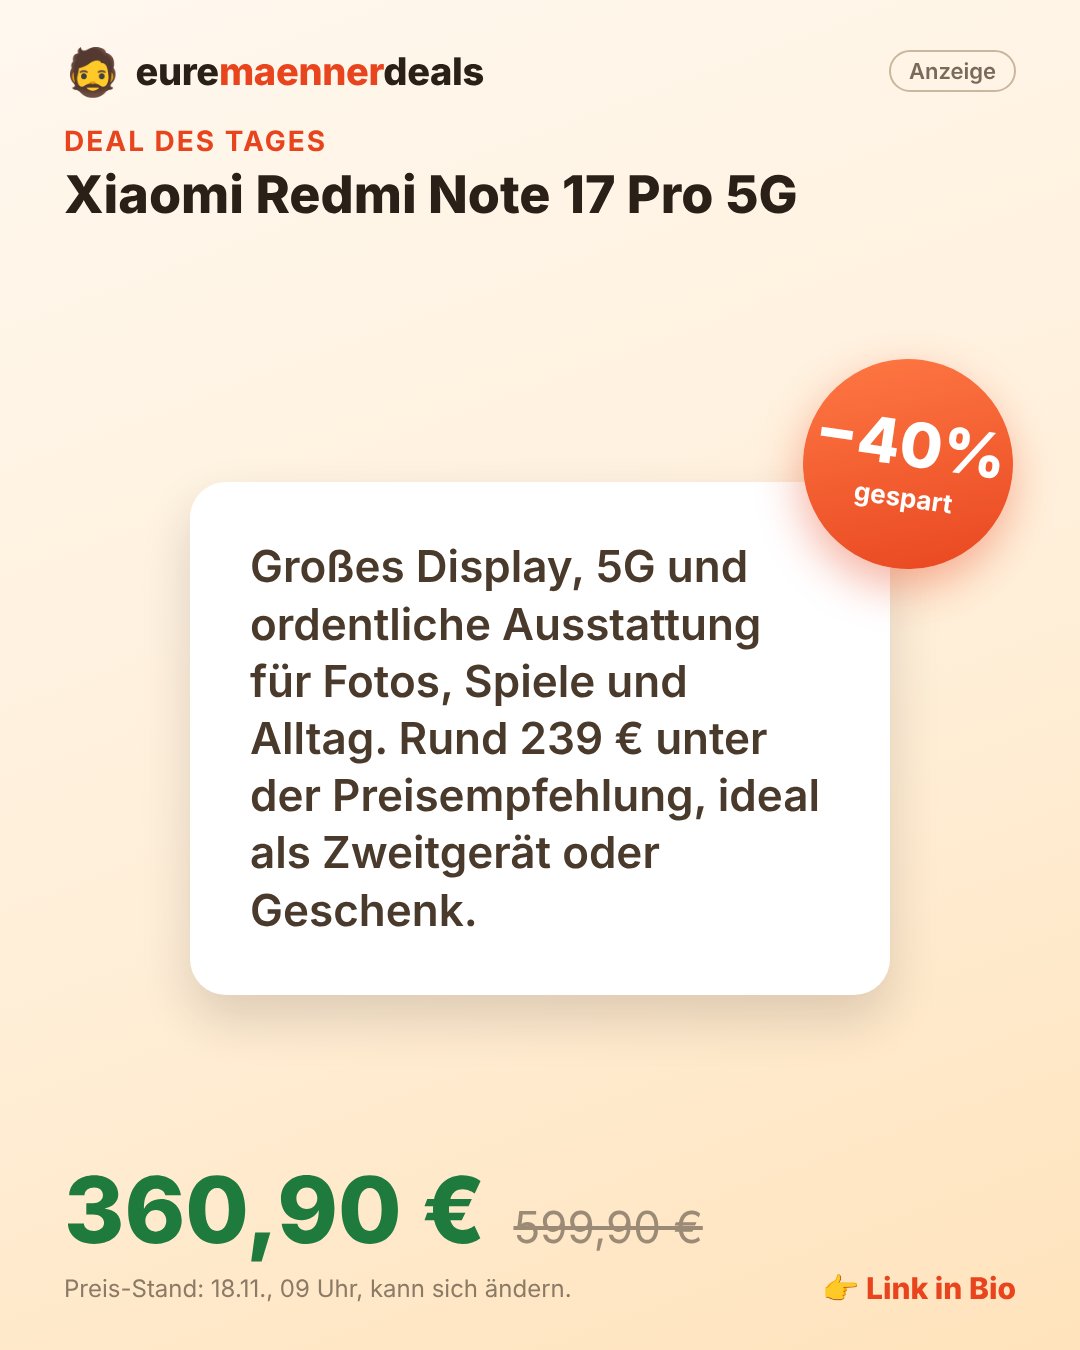 euremaennerdeals
Anzeige
DEAL DES TAGES
Xiaomi Redmi Note 17 Pro 5G
−40%
gespart
Großes Display, 5G und
ordentliche Ausstattung
für Fotos, Spiele und
Alltag. Rund 239 € unter
der Preisempfehlung, ideal
als Zweitgerät oder
Geschenk.
360,90 € 599,90 €
Preis-Stand: 18.11., 09 Uhr, kann sich ändern.
👉 Link in Bio